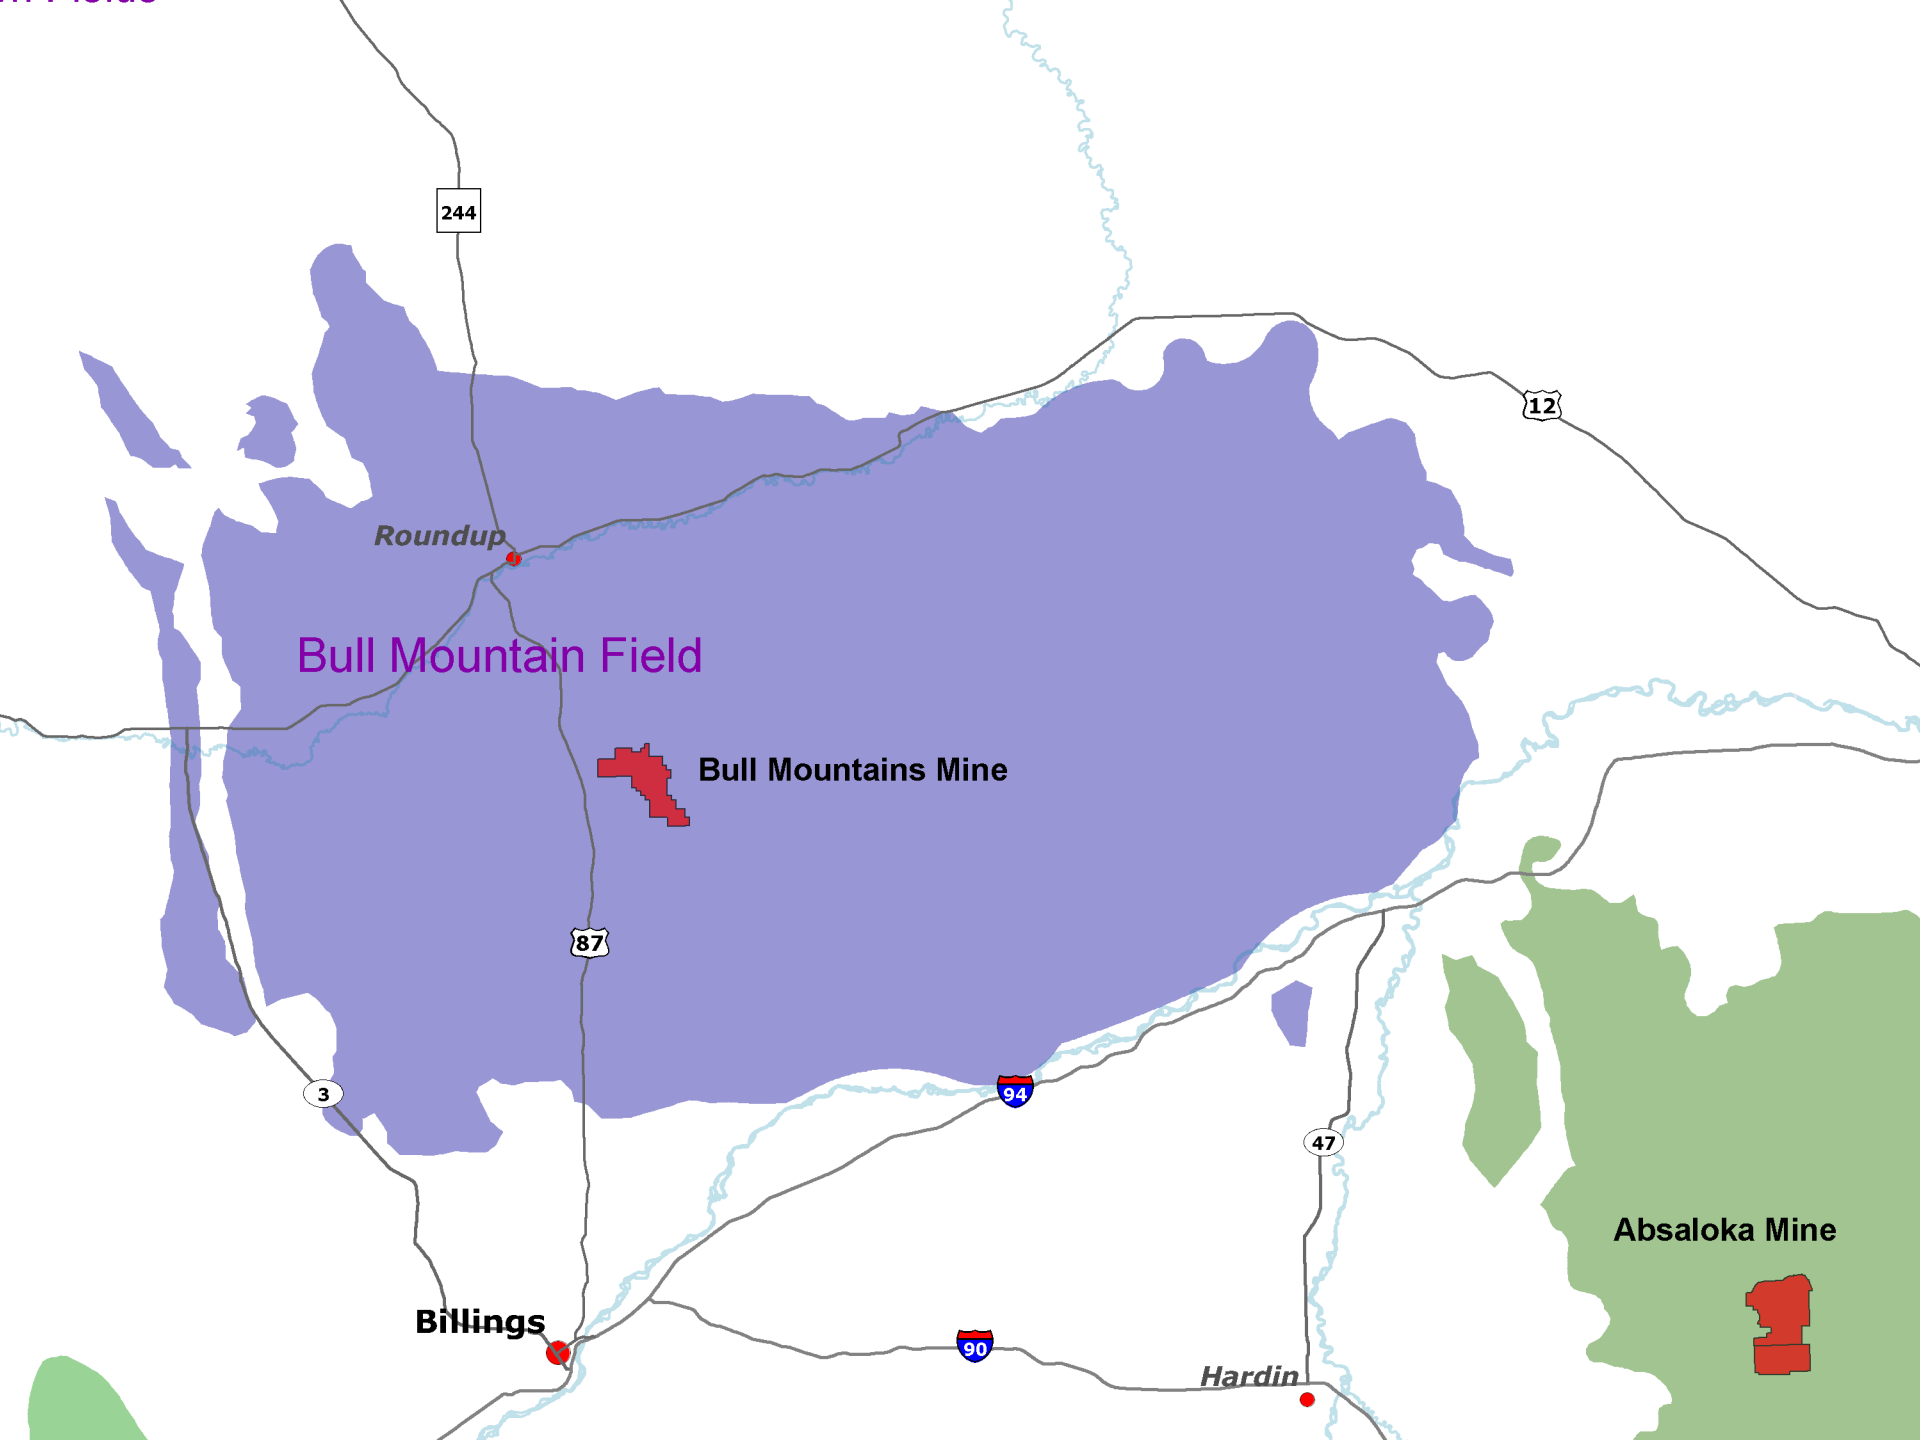 244
12
Roundup
Bull Mountain Field
Bull Mountains Mine
87
3
94
47
Absaloka Mine
Billings
90
Hardin